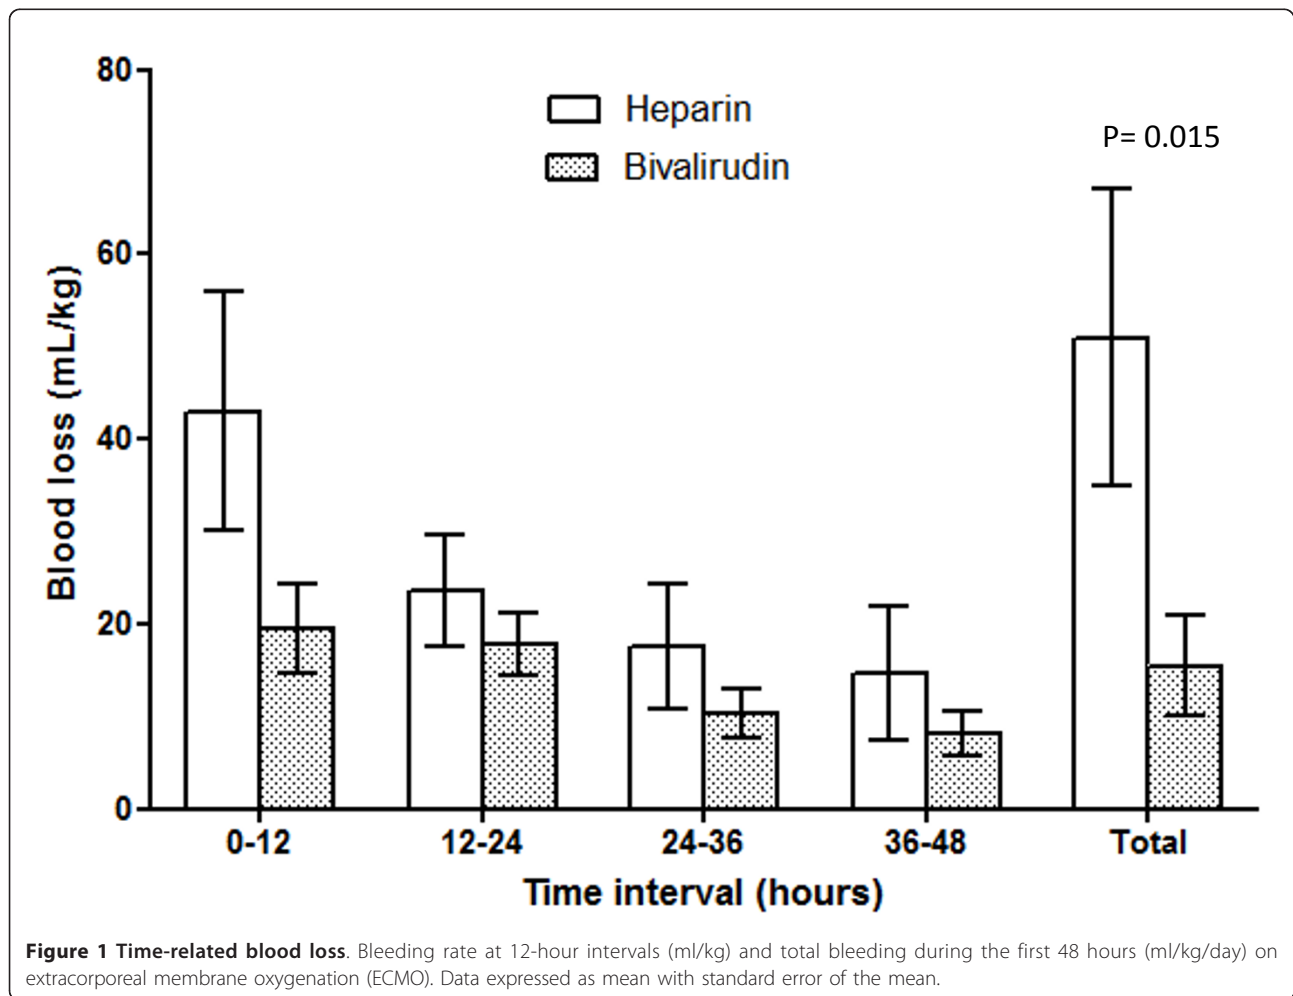 80
60
40
20
0
Blood loss (mL/kg)
Heparin
Bivalirudin
P= 0.015
0-12 12-24 24-36 36-48 Total
Time interval (hours)
Figure 1 Time-related blood loss. Bleeding rate at 12-hour intervals (ml/kg) and total bleeding during the first 48 hours (ml/kg/day) on
extracorporeal membrane oxygenation (ECMO). Data expressed as mean with standard error of the mean.